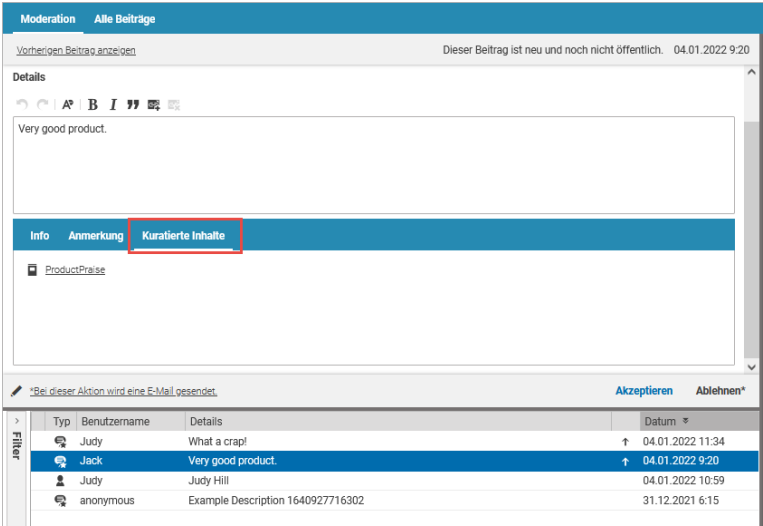 Moderation Alle Beiträge
Vorherigen Beitrag anzeigen Dieser Beitrag ist neu und noch nicht öffentlich. 04.01.2022 9:20
Details
B I
Very good product.
Info Anmerkung Kuratierte Inhalte
ProductPraise
*Bei dieser Aktion wird eine E-Mail gesendet. Akzeptieren Ablehnen*
Filter
Typ Benutzername Details Datum
Judy What a crap! 04.01.2022 11:34
Jack Very good product. 04.01.2022 9:20
Judy Judy Hill 04.01.2022 10:59
anonymous Example Description 1640927716302 31.12.2021 6:15